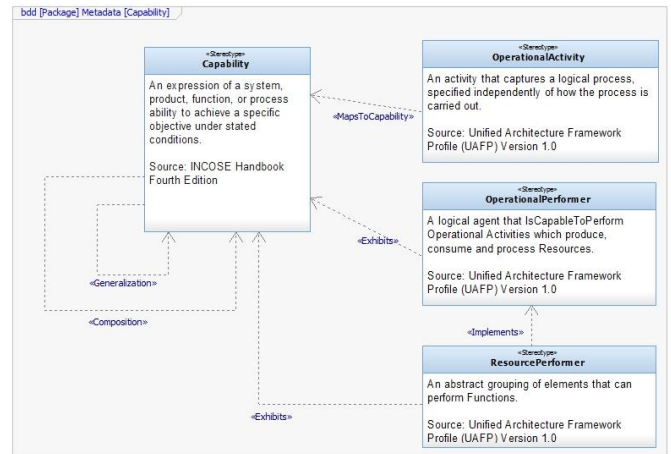 bdd [Package] Metadata [Capability]
«Stereotype»
Capability
An expression of a system,
product, function, or process
ability to achieve a specific
objective under stated
conditions.
Source: INCOSE Handbook
Fourth Edition
«Stereotype»
OperationalActivity
An activity that captures a logical process,
specified independently of how the process is
carried out.
Source: Unified Architecture Framework
Profile (UAFP) Version 1.0
«MapsToCapability»
«Stereotype»
OperationalPerformer
A logical agent that IsCapableToPerform
Operational Activities which produce,
consume and process Resources.
Source: Unified Architecture Framework
Profile (UAFP) Version 1.0
«Exhibits»
«Generalization»
«Composition»
«Implements»
«Stereotype»
ResourcePerformer
An abstract grouping of elements that can
perform Functions.
Source: Unified Architecture Framework
Profile (UAFP) Version 1.0
«Exhibits»